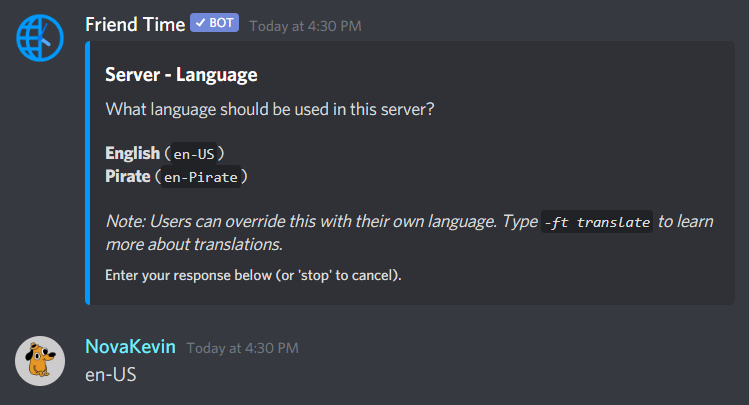 Friend Time ✓ BOT Today at 4:30 PM
Server - Language
What language should be used in this server?
English (en-US)
Pirate (en-Pirate)
Note: Users can override this with their own language. Type -ft translate to learn
more about translations.
Enter your response below (or 'stop' to cancel).
NovaKevin Today at 4:30 PM
en-US